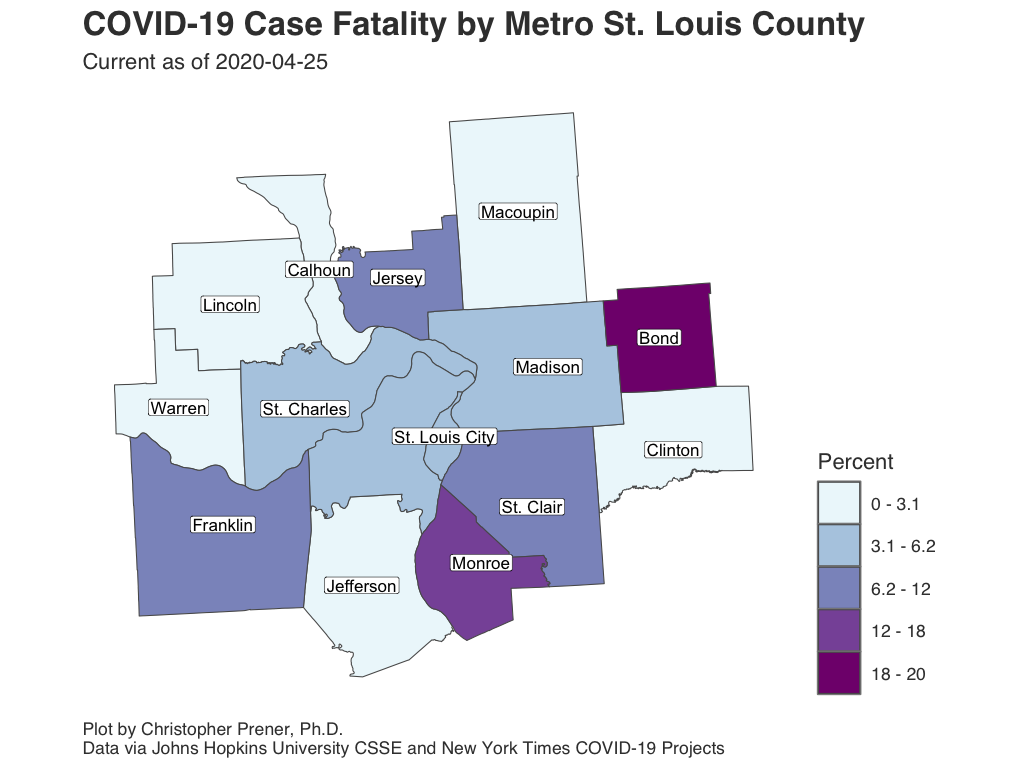 COVID-19 Case Fatality by Metro St. Louis County
Current as of 2020-04-25
Macoupin
Calhoun
Jersey
Lincoln
Bond
Madison
Warren
St. Charles
St. Louis City
Clinton
Percent
0 - 3.1
3.1 - 6.2
6.2 - 12
12 - 18
18 - 20
St. Clair
Franklin
Monroe
Jefferson
Plot by Christopher Prener, Ph.D.
Data via Johns Hopkins University CSSE and New York Times COVID-19 Projects